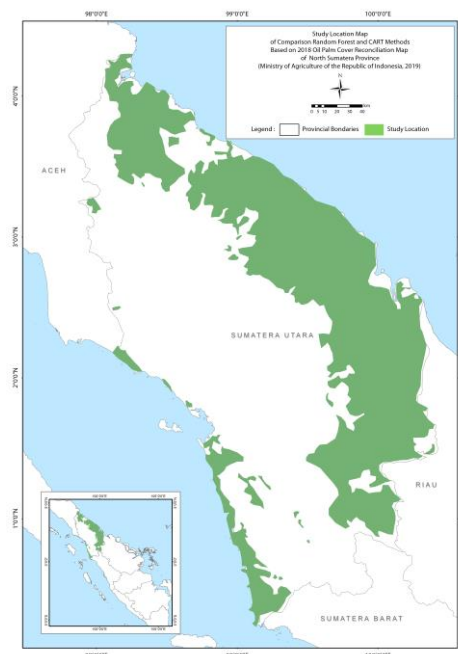 98°0'0"E 99°0'0"E 100°0'0"E
Study Location Map
of Comparison Random Forest and CART Methods
Based on 2018 Oil Palm Cover Reconciliation Map
of North Sumatera Province
(Ministry of Agriculture of the Republic of Indonesia, 2019)
N
Legend : Provincial Bondaries Study Location
4°0'0"N
ACEH
3°0'0"N
SUMATERA UTARA
2°0'0"N
RIAU
1°0'0"N
SUMATERA BARAT